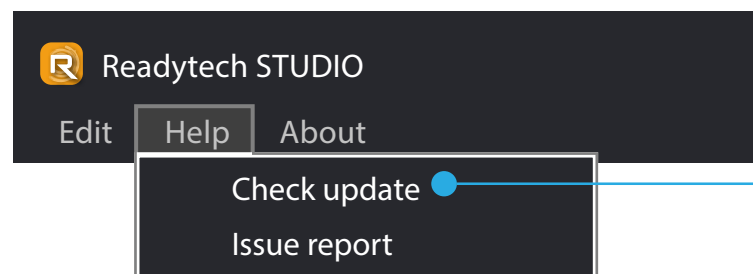 R Readytech STUDIO
Edit Help About
Check update
Issue report